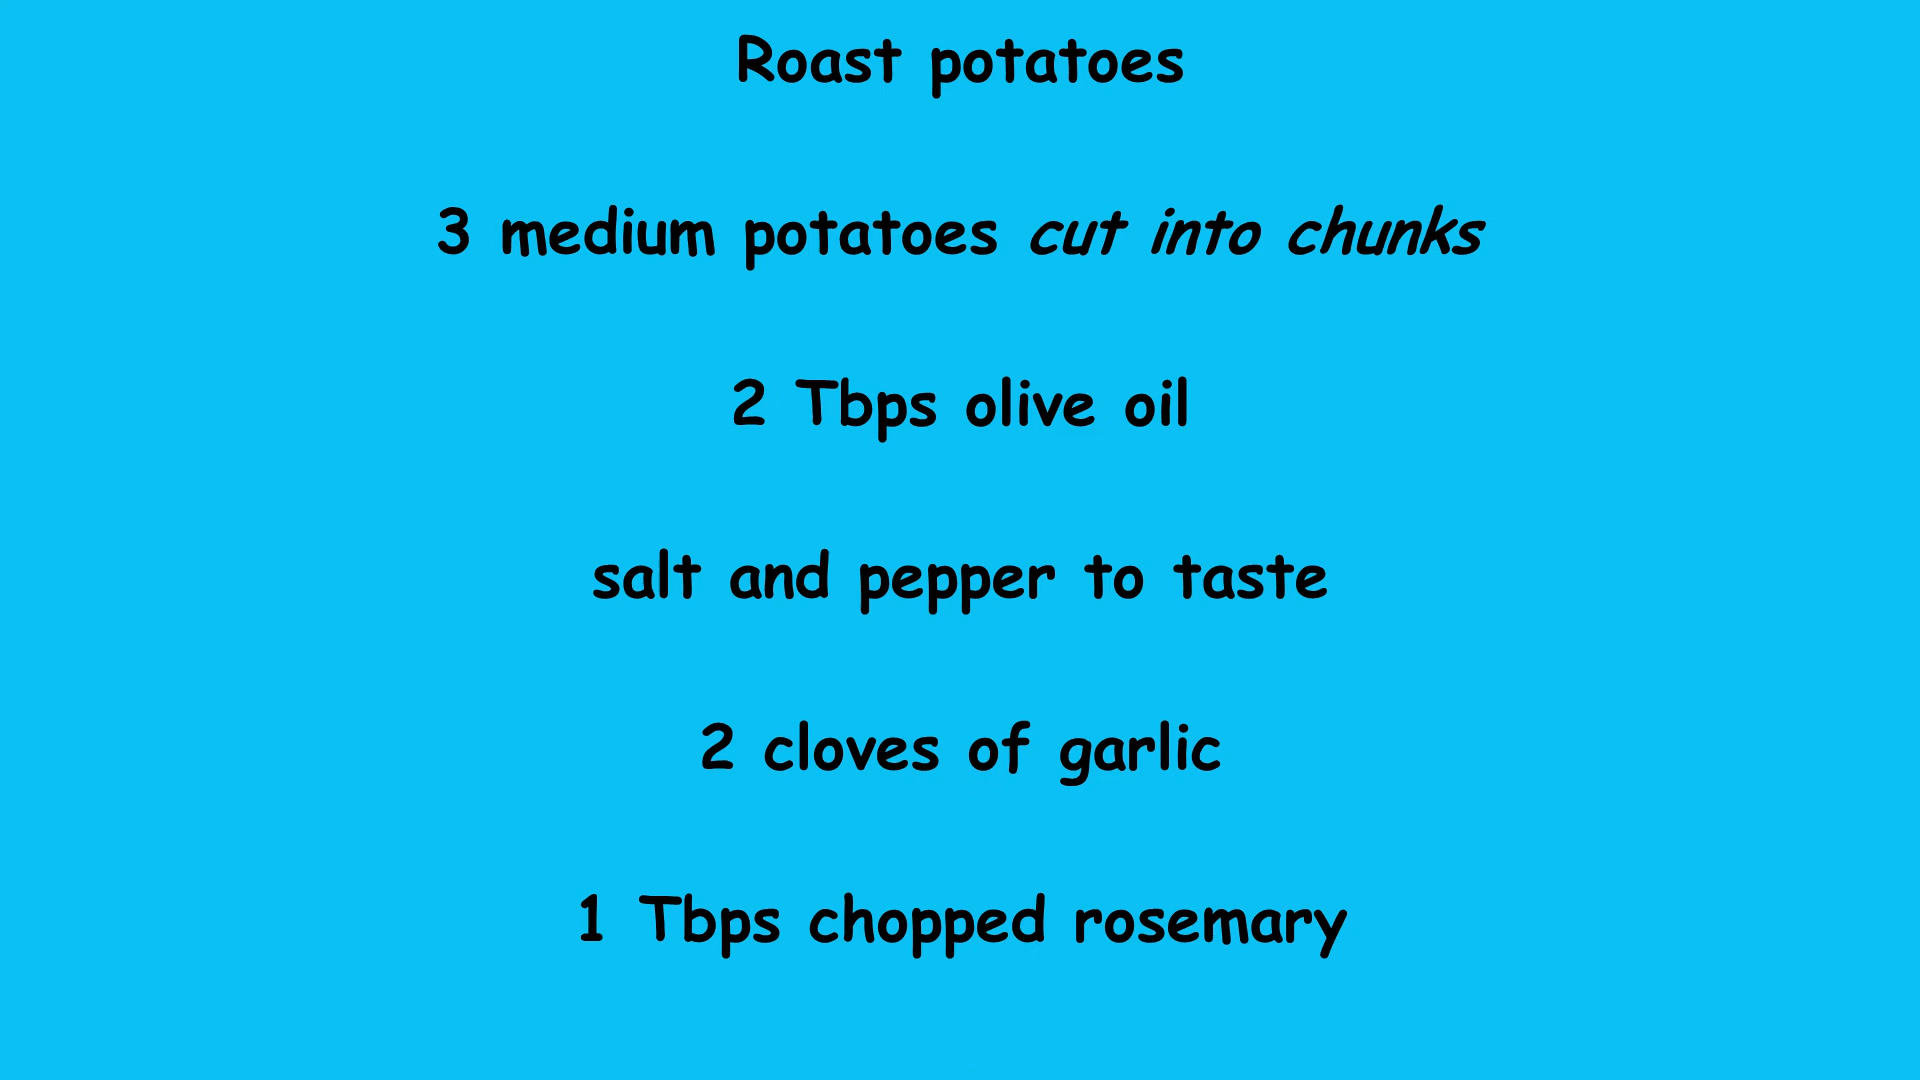 Roast potatoes
3 medium potatoes cut into chunks
2 Tbps olive oil
salt and pepper to taste
2 cloves of garlic
1 Tbps chopped rosemary